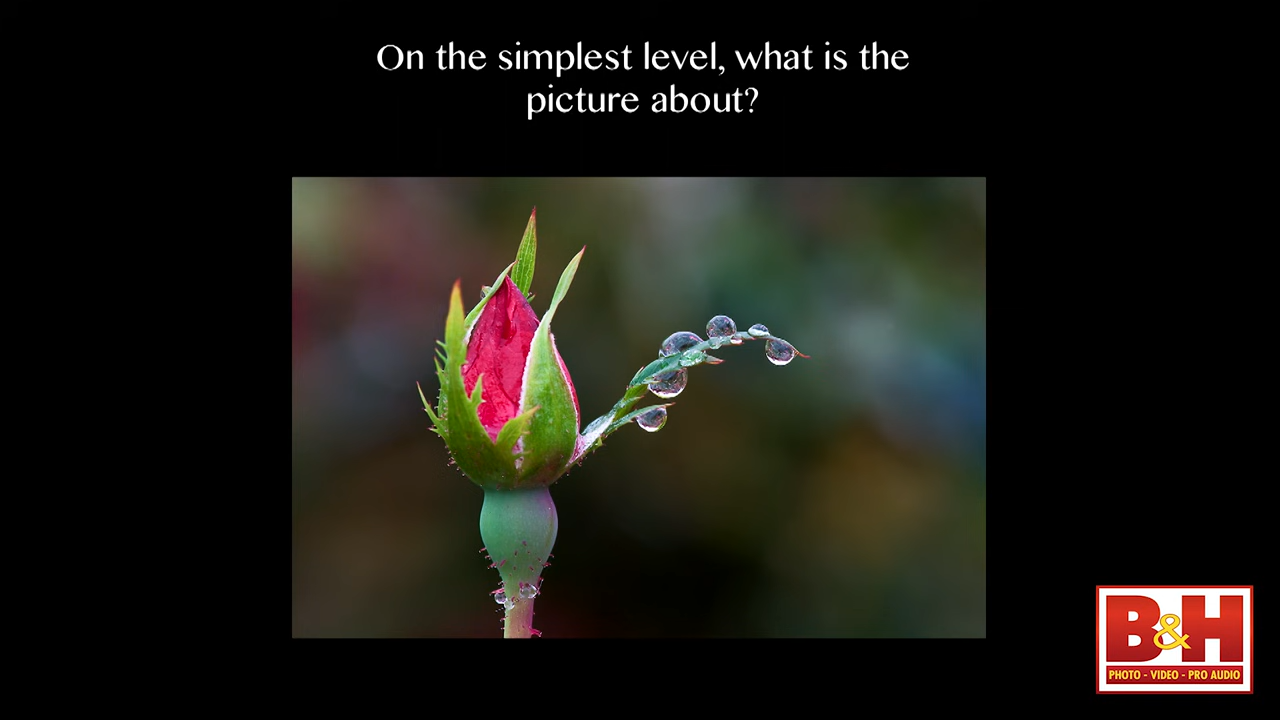 On the simplest level, what is the
picture about?
B&H
PHOTO - VIDEO - PRO AUDIO